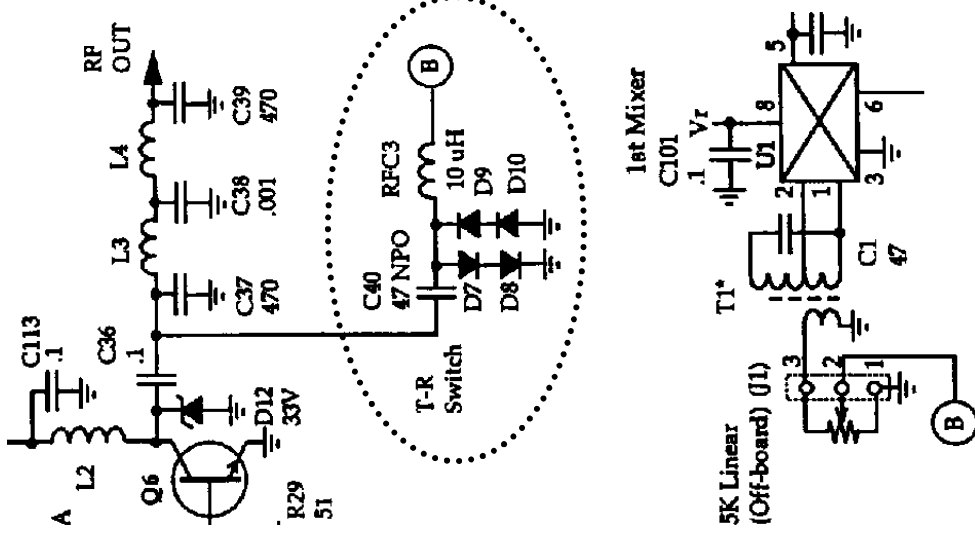 RF
OUT
A
L2
C113
.1
C36
.1
L3
L4
C37
470
C38
.001
C39
470
Q6
D12
33V
R29
51
T-R
Switch
C40
47 NPO
RFC3
10 uH
D7
D8
D9
D10
B
1st Mixer
C101
.1
Vr
U1
8
5
2
1
3
6
T1*
C1
47
5K Linear
(Off-board) (J1)
3
2
1
B